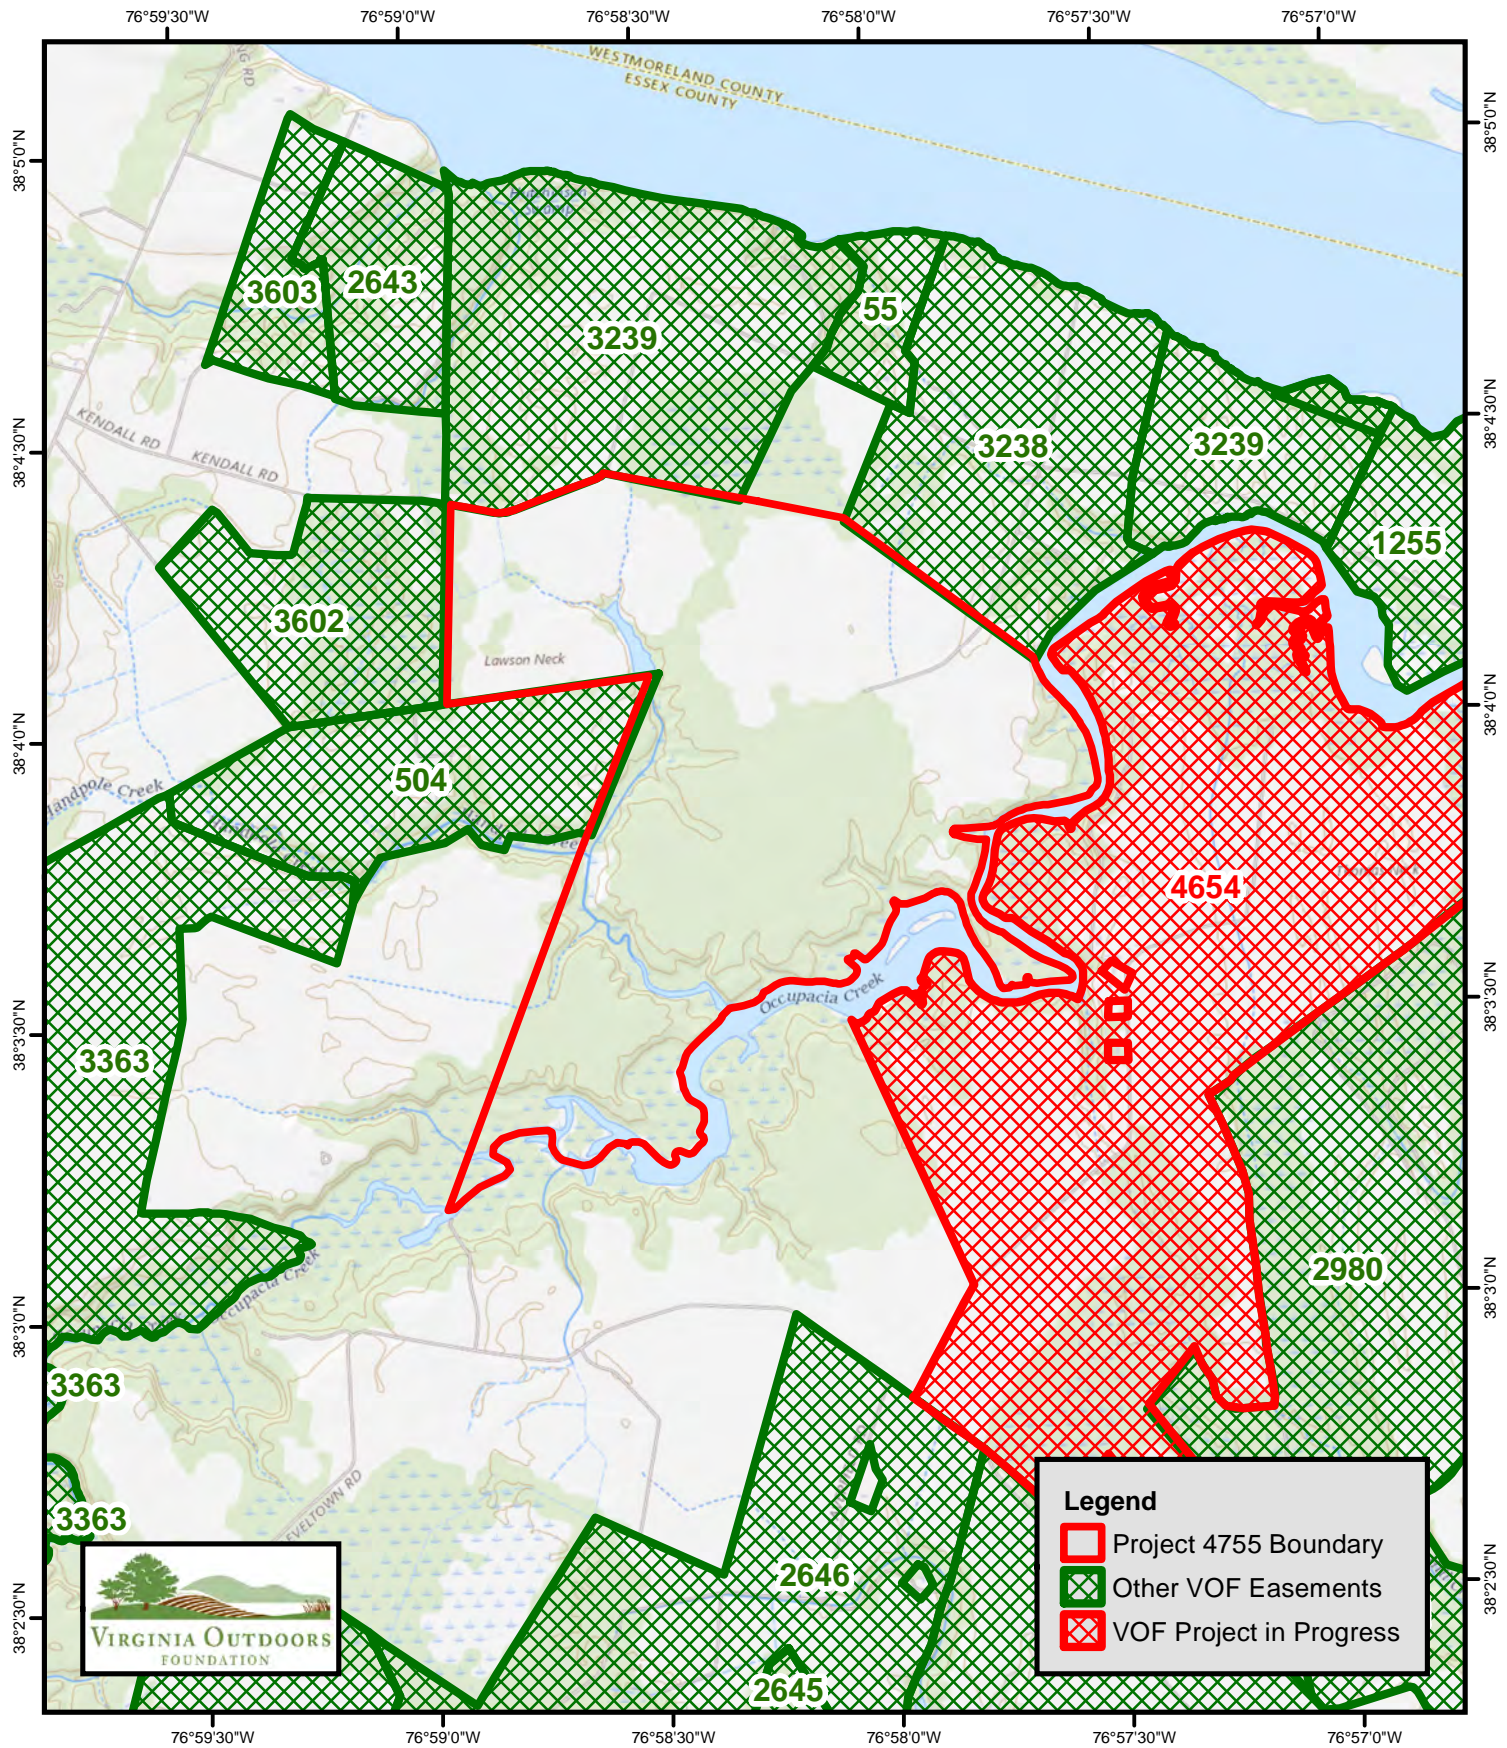 76°59'30"W 76°59'0"W 76°58'30"W 76°58'0"W 76°57'30"W 76°57'0"W
WESTMORELAND COUNTY
ESSEX COUNTY
38°5'0"N
38°5'0"N
3603
2643
3239
55
3238
3239
1255
38°4'30"N
38°4'30"N
KENDALL RD
KENDALL RD
3602
Lawson Neck
38°4'0"N
38°4'0"N
504
4654
Occupacia Creek
38°3'30"N
38°3'30"N
3363
2980
Occupacia Creek
38°3'0"N
38°3'0"N
3363
3363
2646
2645
38°2'30"N
38°2'30"N
VIRGINIA OUTDOORS
FOUNDATION
Legend
Project 4755 Boundary
Other VOF Easements
VOF Project in Progress
76°59'30"W 76°59'0"W 76°58'30"W 76°58'0"W 76°57'30"W 76°57'0"W